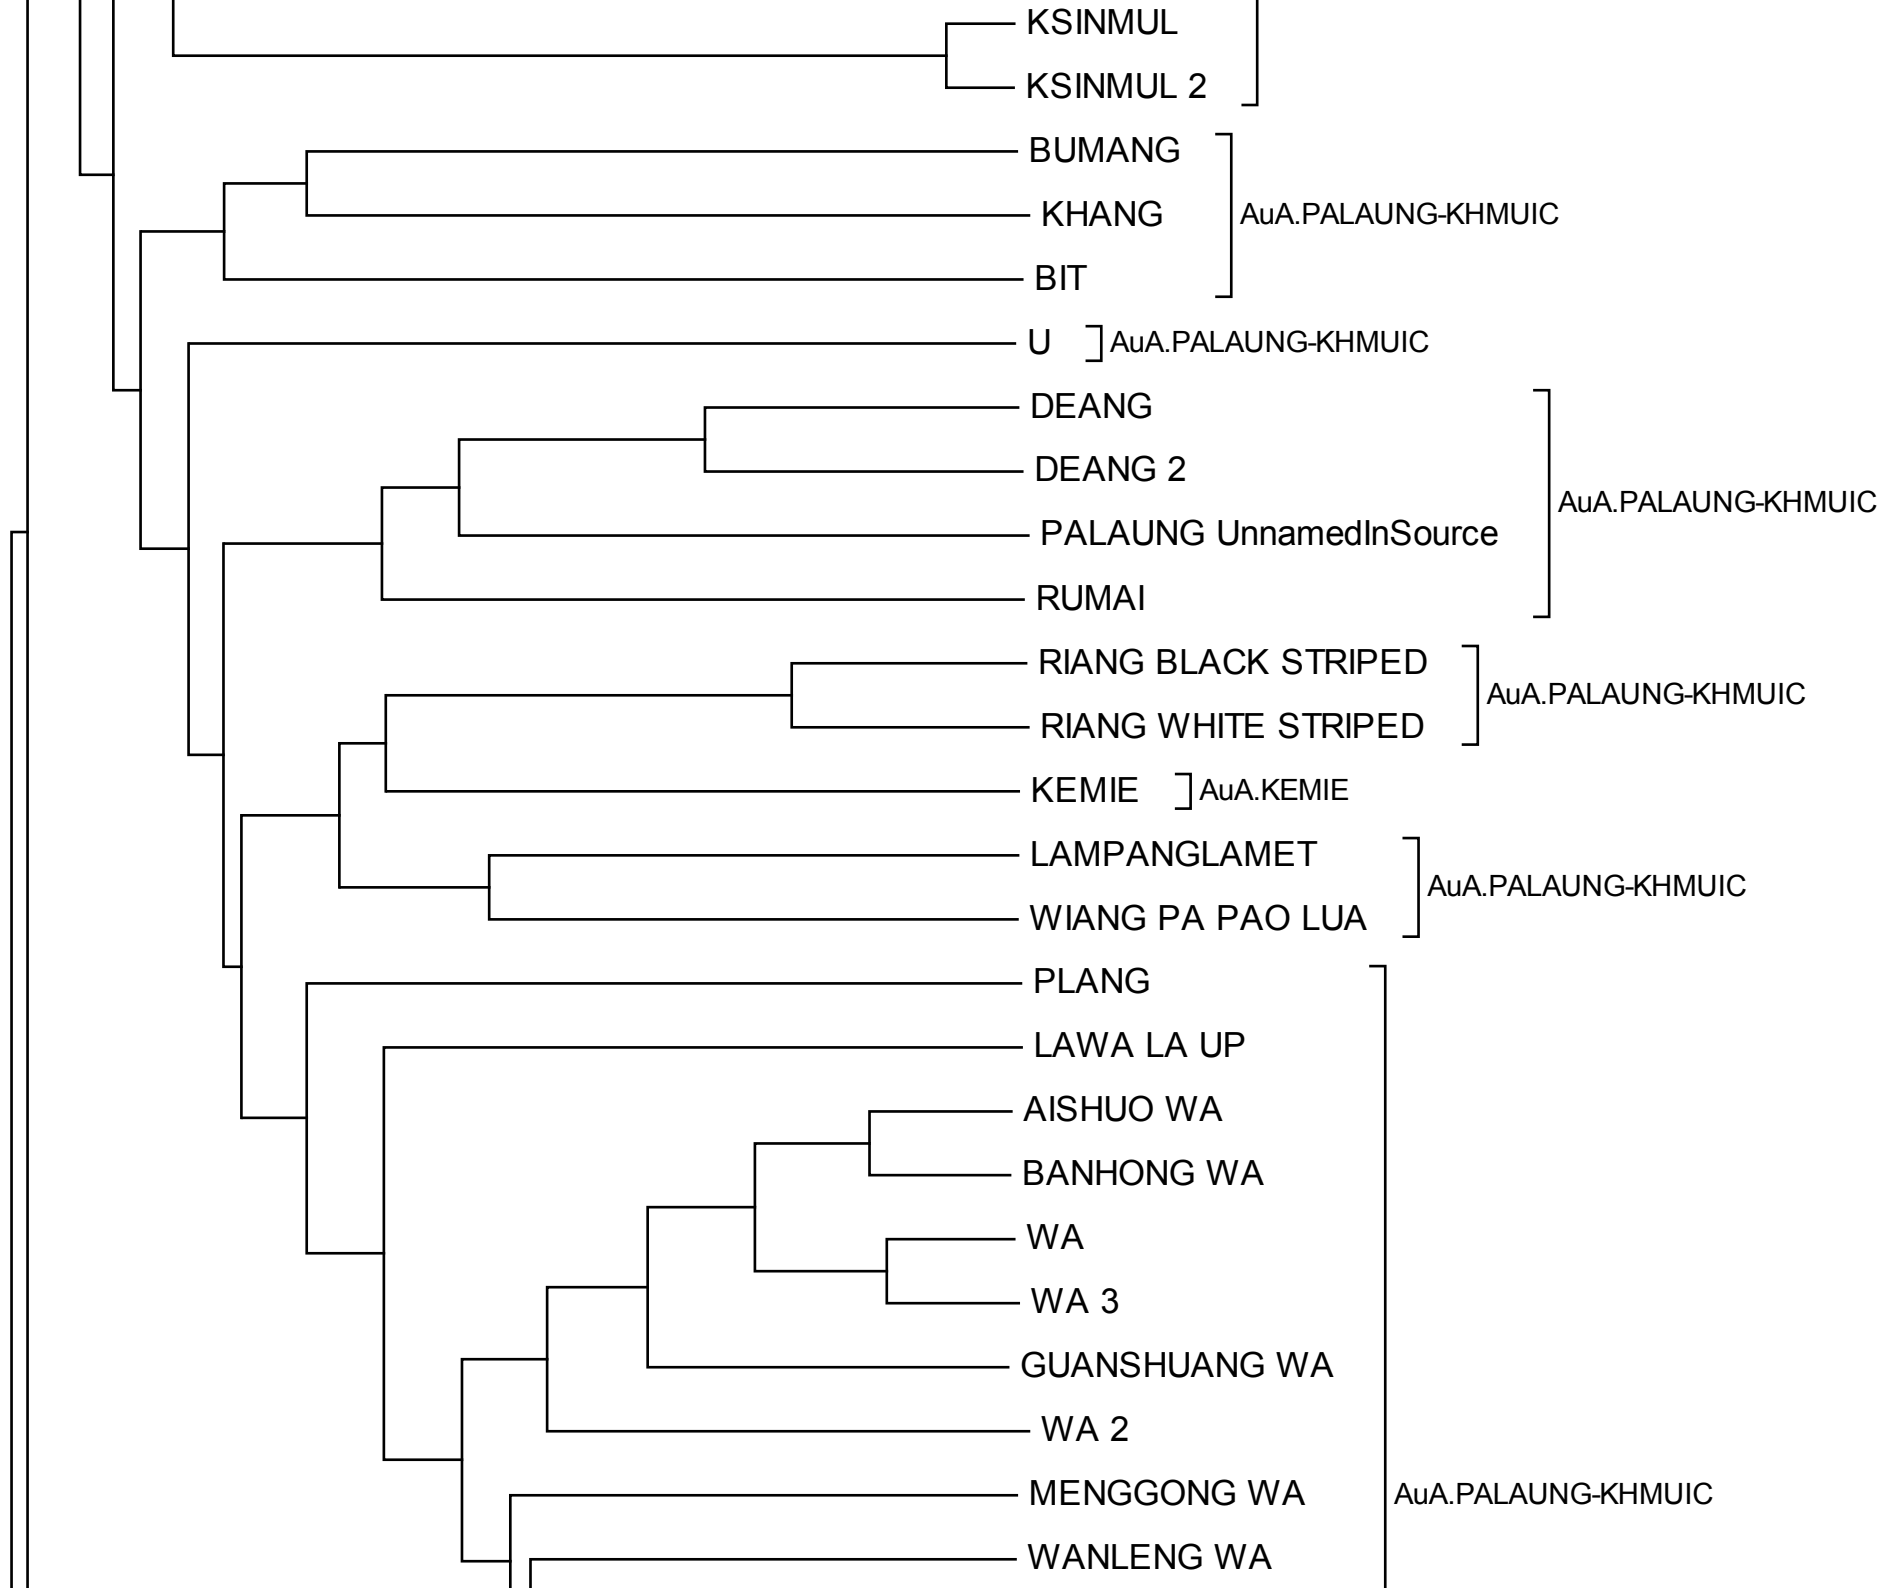 KSINMUL
KSINMUL 2
BUMANG
KHANG AuA.PALAUNG-KHMUIC
BIT
U AuA.PALAUNG-KHMUIC
DEANG
DEANG 2
AuA.PALAUNG-KHMUIC
PALAUNG UnnamedInSource
RUMAI
RIANG BLACK STRIPED
AuA.PALAUNG-KHMUIC
RIANG WHITE STRIPED
KEMIE AuA.KEMIE
LAMPANGLAMET
AuA.PALAUNG-KHMUIC
WIANG PA PAO LUA
PLANG
LAWA LA UP
AISHUO WA
BANHONG WA
WA
WA 3
GUANSHUANG WA
WA 2
MENGGONG WA AuA.PALAUNG-KHMUIC
WANLENG WA